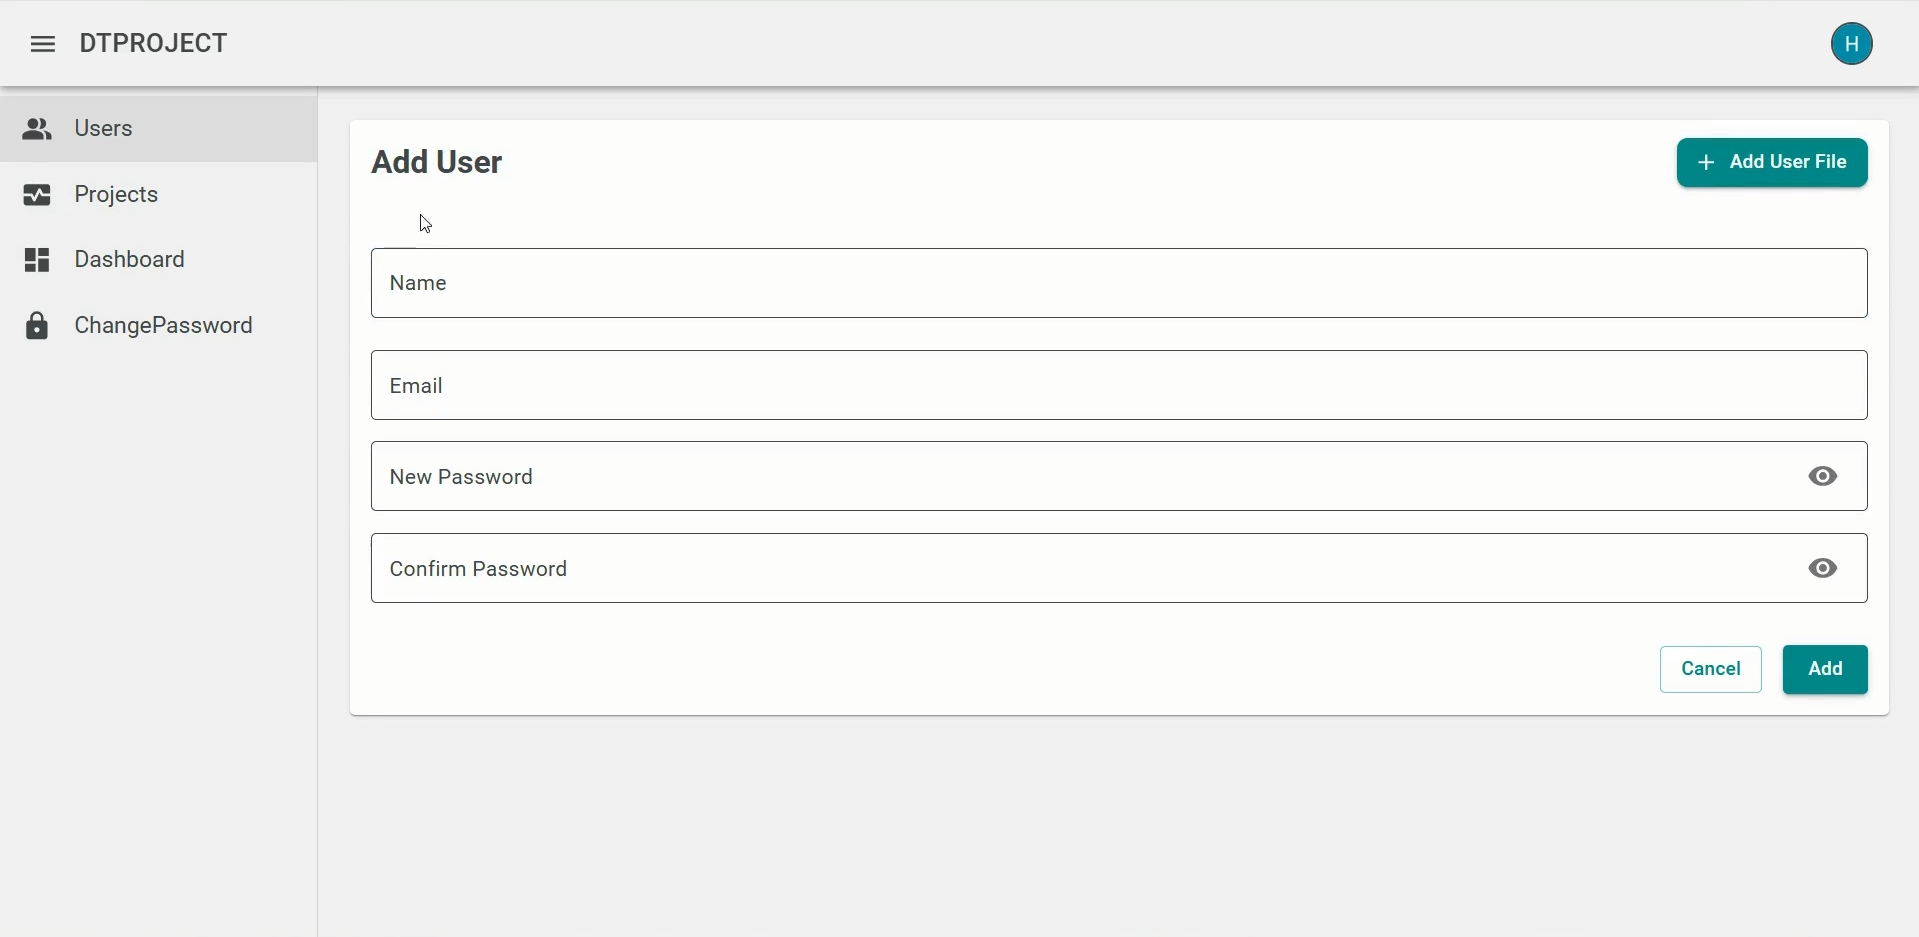 DTPROJECT
H
Users
Projects
Dashboard
ChangePassword
Add User
Add User File
Name
Email
New Password
Confirm Password
Cancel
Add